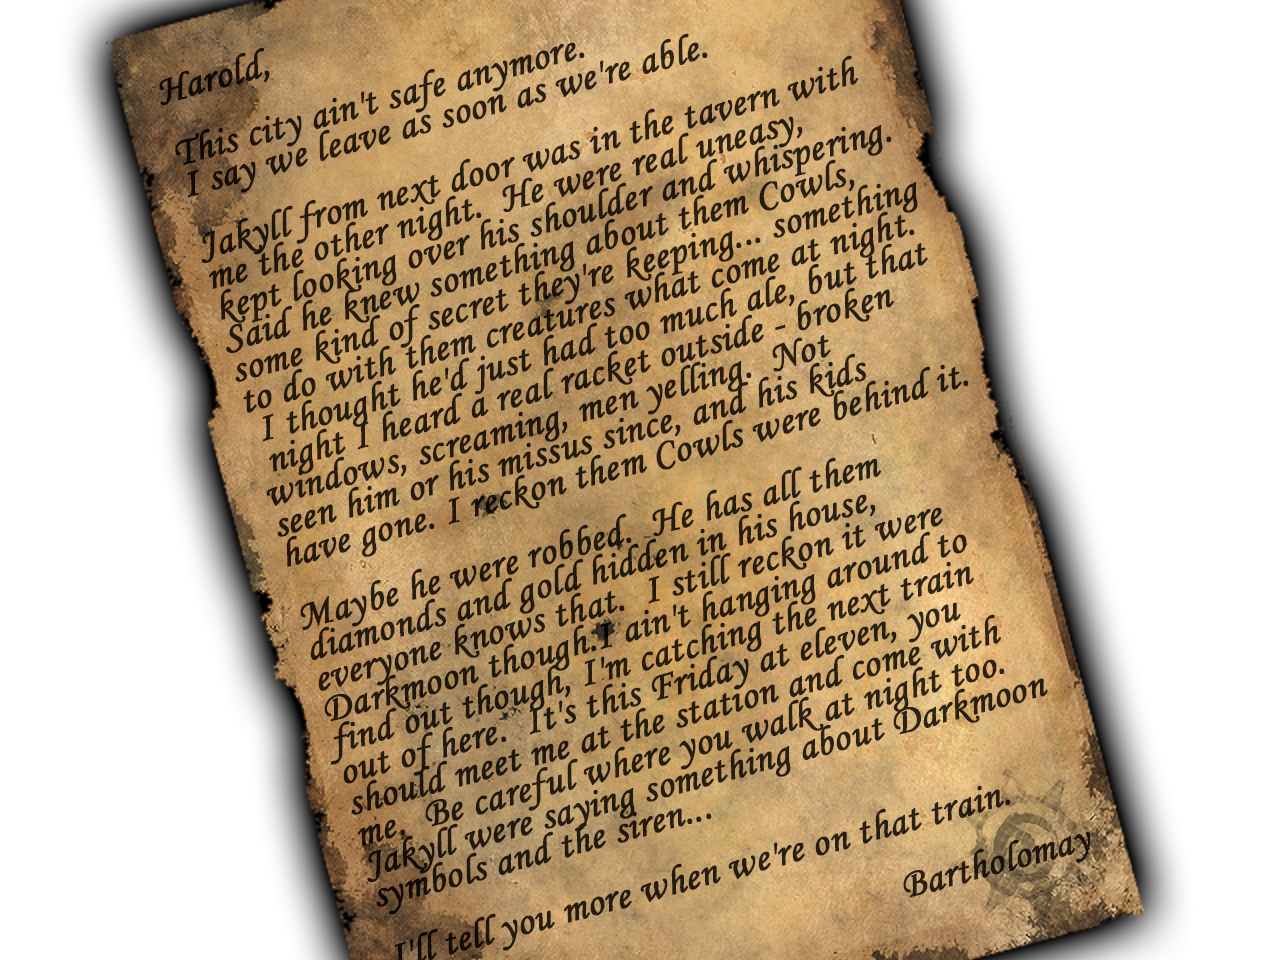 Harold,
This city ain't safe anymore.
I say we leave as soon as we're able.
Jakyll from next door was in the tavern with
me the other night. He were real uneasy,
kept looking over his shoulder and whispering.
Said he knew something about them Cowls,
some kind of secret they're keeping... something
to do with them creatures what come at night.
I thought he'd just had too much ale, but that
night I heard a real racket outside - broken
windows, screaming, men yelling. Not
seen him or his missus since, and his kids
have gone. I reckon them Cowls were behind it.
Maybe he were robbed. He has all them
diamonds and gold hidden in his house,
everyone knows that. I still reckon it were
Darkmoon though. I ain't hanging around to
find out though, I'm catching the next train
out of here. It's this Friday at eleven, you
should meet me at the station and come with
me. Be careful where you walk at night too.
Jakyll were saying something about Darkmoon
symbols and the siren...
I'll tell you more when we're on that train.
Bartholomay